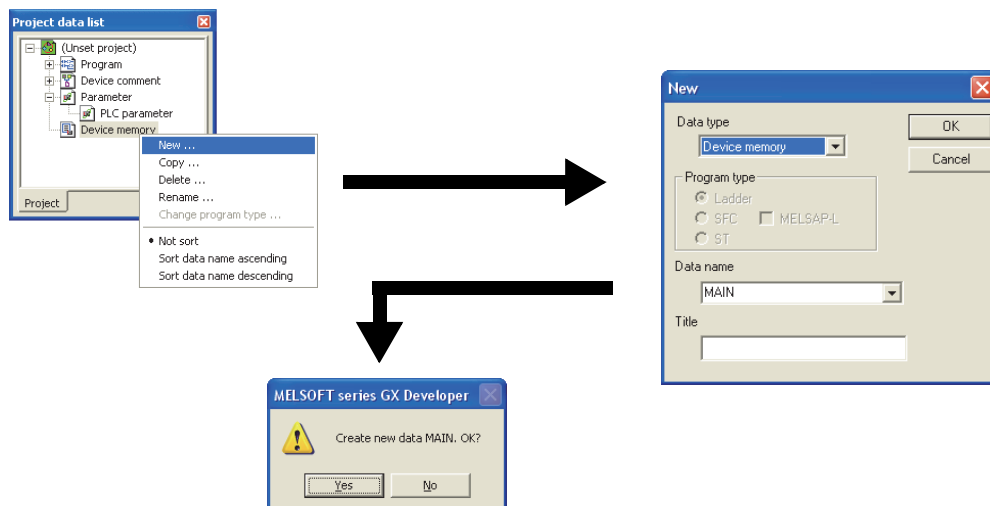 Project data list
(Unset project)
Program
Device comment
Parameter
PLC parameter
Device memory
New ...
Copy ...
Delete ...
Rename ...
Change program type ...
Not sort
Sort data name ascending
Sort data name descending
Project
New
Data type
Device memory
OK
Cancel
Program type
Ladder
SFC MELSAP-L
ST
Data name
MAIN
Title
MELSOFT series GX Developer
Create new data MAIN. OK?
Yes No